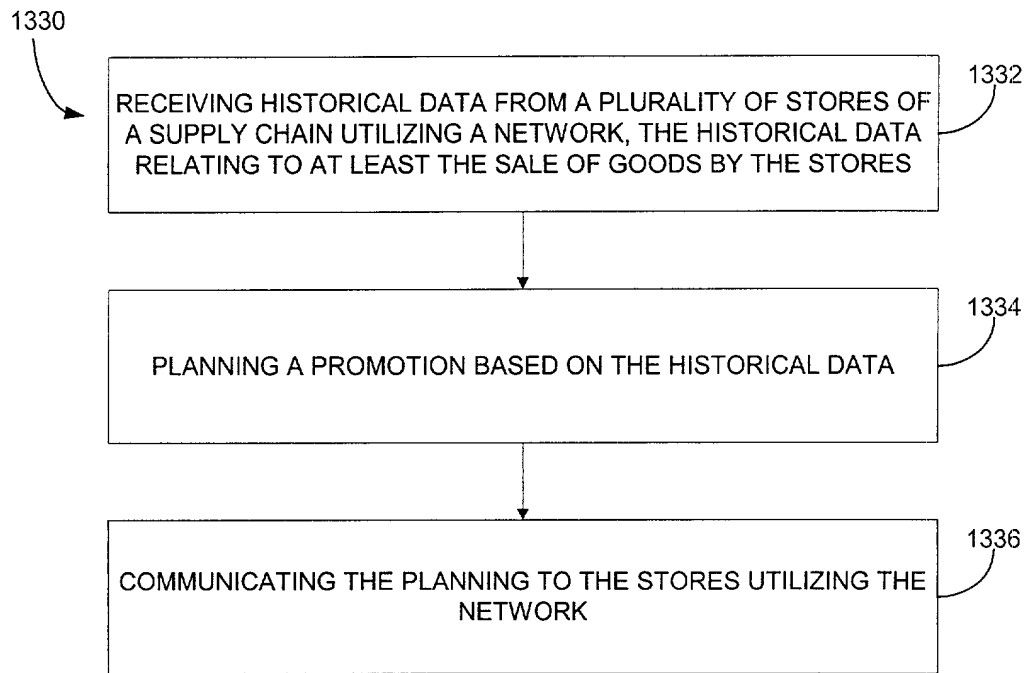 1330
1332
RECEIVING HISTORICAL DATA FROM A PLURALITY OF STORES OF
A SUPPLY CHAIN UTILIZING A NETWORK, THE HISTORICAL DATA
RELATING TO AT LEAST THE SALE OF GOODS BY THE STORES
1334
PLANNING A PROMOTION BASED ON THE HISTORICAL DATA
1336
COMMUNICATING THE PLANNING TO THE STORES UTILIZING THE
NETWORK